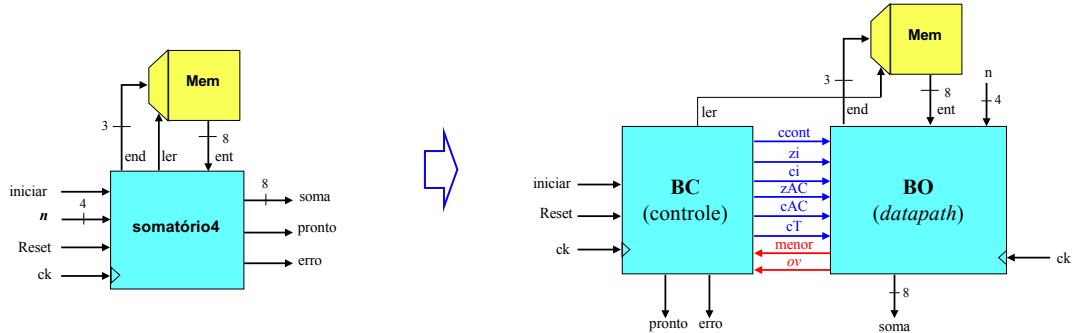 Mem
3
8
end
ler
ent
iniciar
n
4
Reset
ck
somatório4
8
soma
pronto
erro
Mem
3
8
n
4
end
ent
ler
iniciar
Reset
ck
BC
(controle)
ccont
zi
ci
zAC
cAC
cT
menor
ov
BO
(datapath)
ck
pronto
erro
8
soma